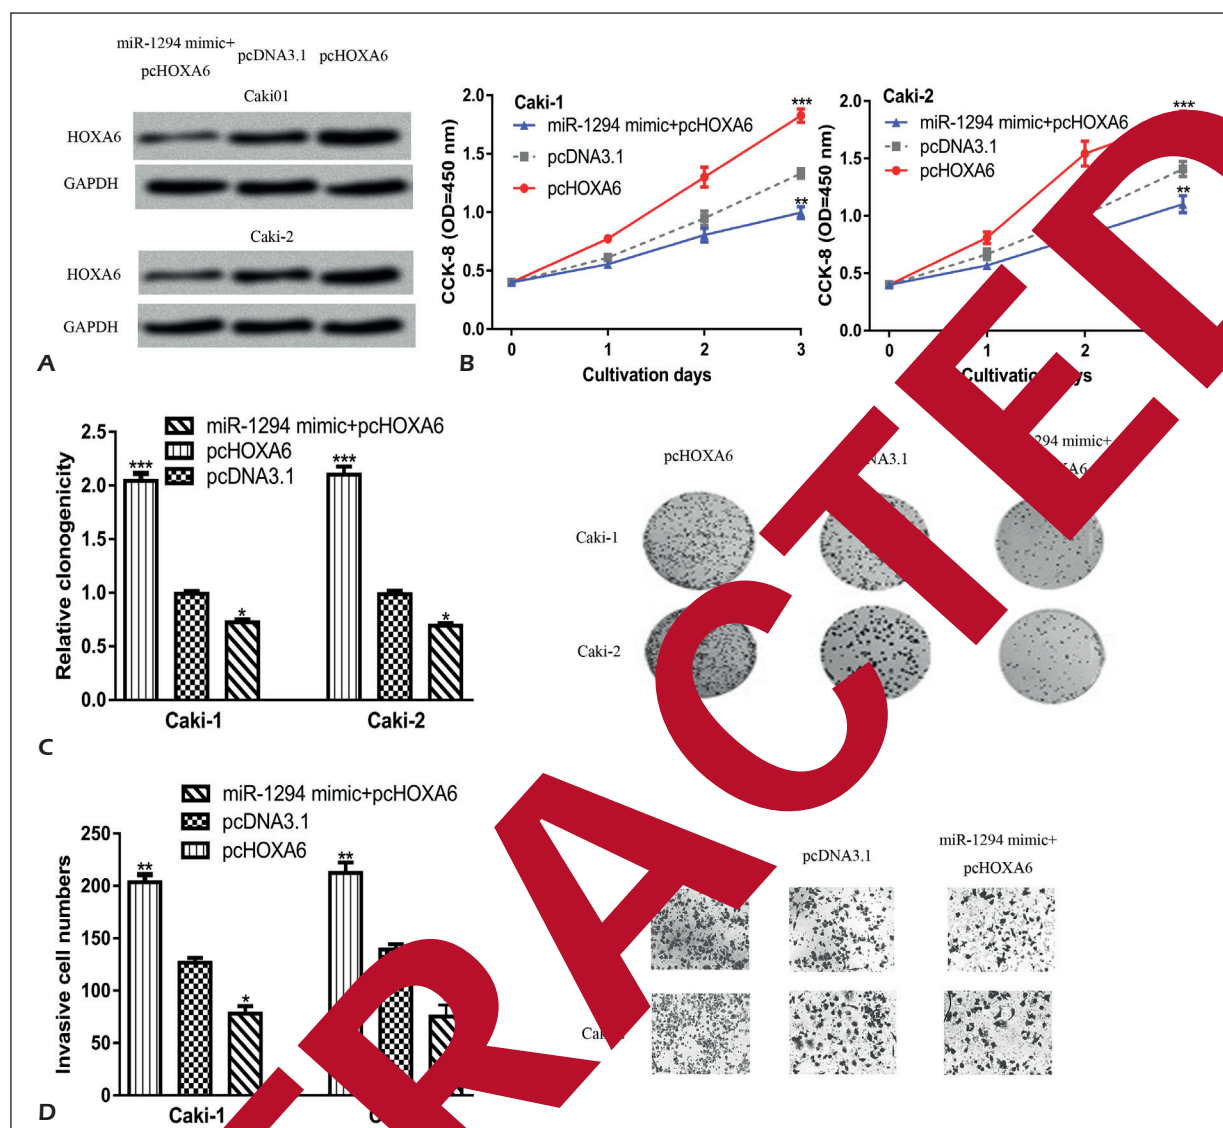 miR-1294 mimic+
pcHOXA6
pcDNA3.1
pcHOXA6
Caki01
HOXA6
GAPDH
Caki-2
HOXA6
GAPDH
A
Caki-1
miR-1294 mimic+pcHOXA6
pcDNA3.1
pcHOXA6
CCK-8 (OD=450 nm)
2.0
1.5
1.0
0.5
0.0
***
**
0 1 2 3
Cultivation days
B
Caki-2
miR-1294 mimic+pcHOXA6
pcDNA3.1
pcHOXA6
CCK-8 (OD=450 nm)
2.0
1.5
1.0
0.5
0.0
***
**
0 1 2
Cultivation days
miR-1294 mimic+pcHOXA6
pcHOXA6
pcDNA3.1
Relative clonogenicity
2.5
2.0
1.5
1.0
0.5
0.0
*** * *** *
Caki-1 Caki-2
C
pcHOXA6
mimic+
Caki-1
Caki-2
miR-1294 mimic+pcHOXA6
pcDNA3.1
pcHOXA6
Invasive cell numbers
250
200
150
100
50
0
** * **
Caki-1
D
pcDNA3.1
miR-1294 mimic+
pcHOXA6
RACTED